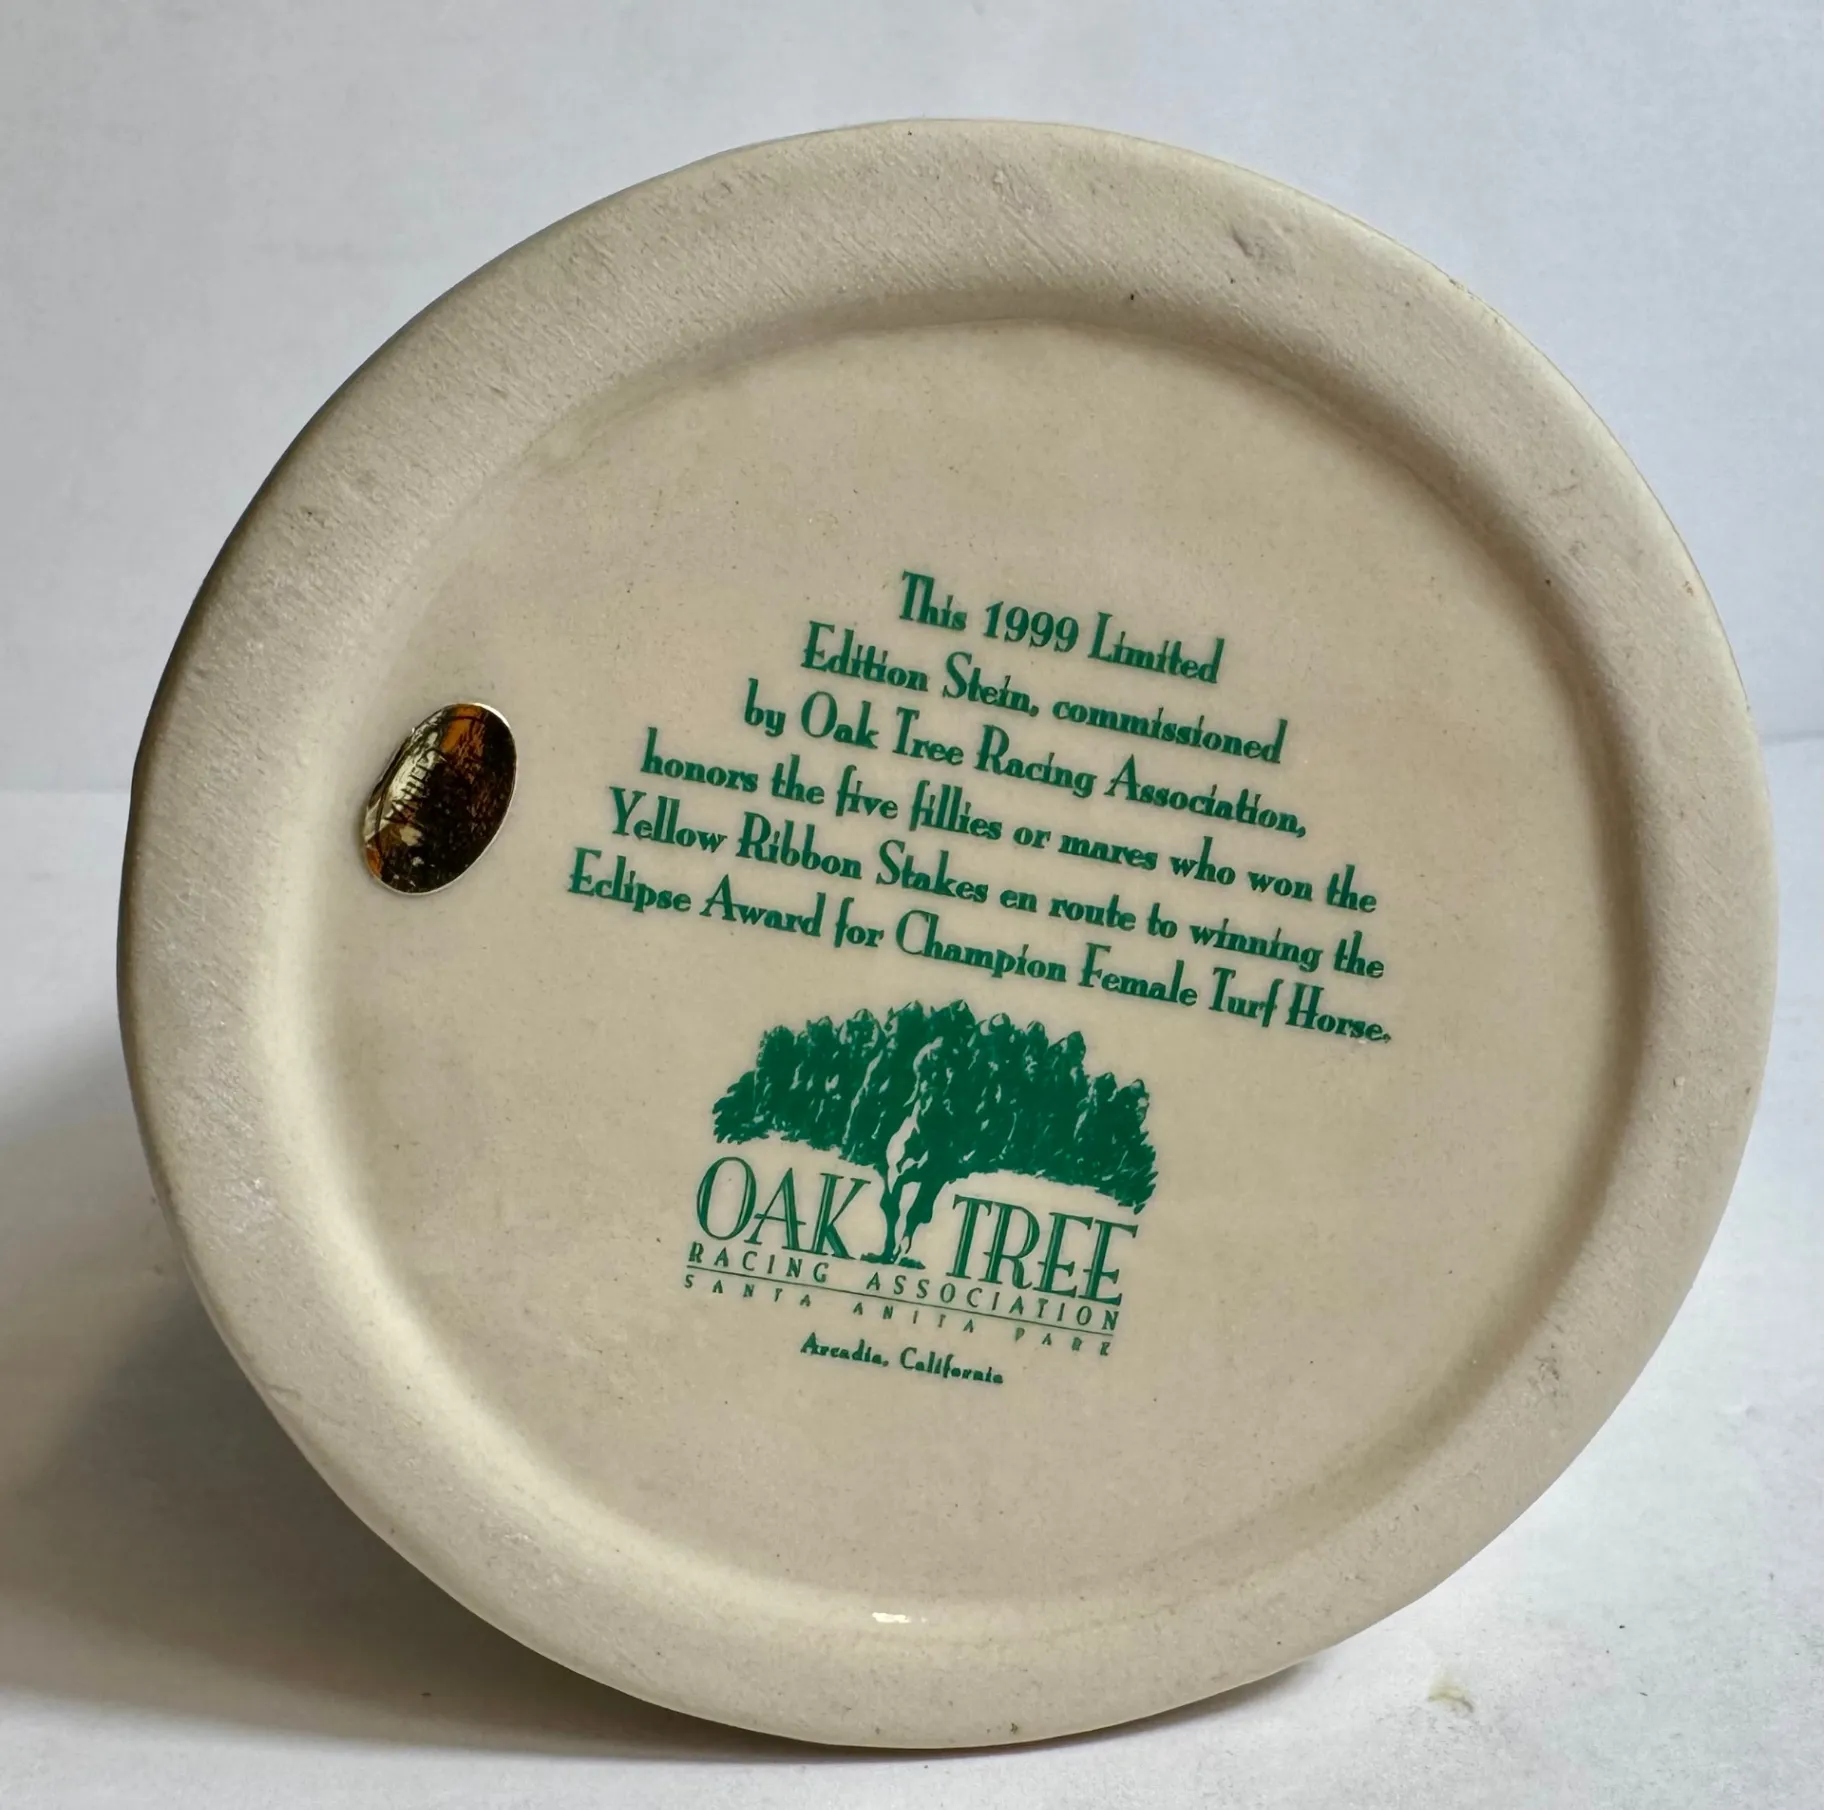 This 1999 Limited
Edition Stein, commissioned
by Oak Tree Racing Association,
honors the five fillies or mares who won the
Yellow Ribbon Stakes en route to winning the
Eclipse Award for Champion Female Turf Horse.
OAK TREE
RACING ASSOCIATION
SANTA ANITA PARK
Arcadia, California